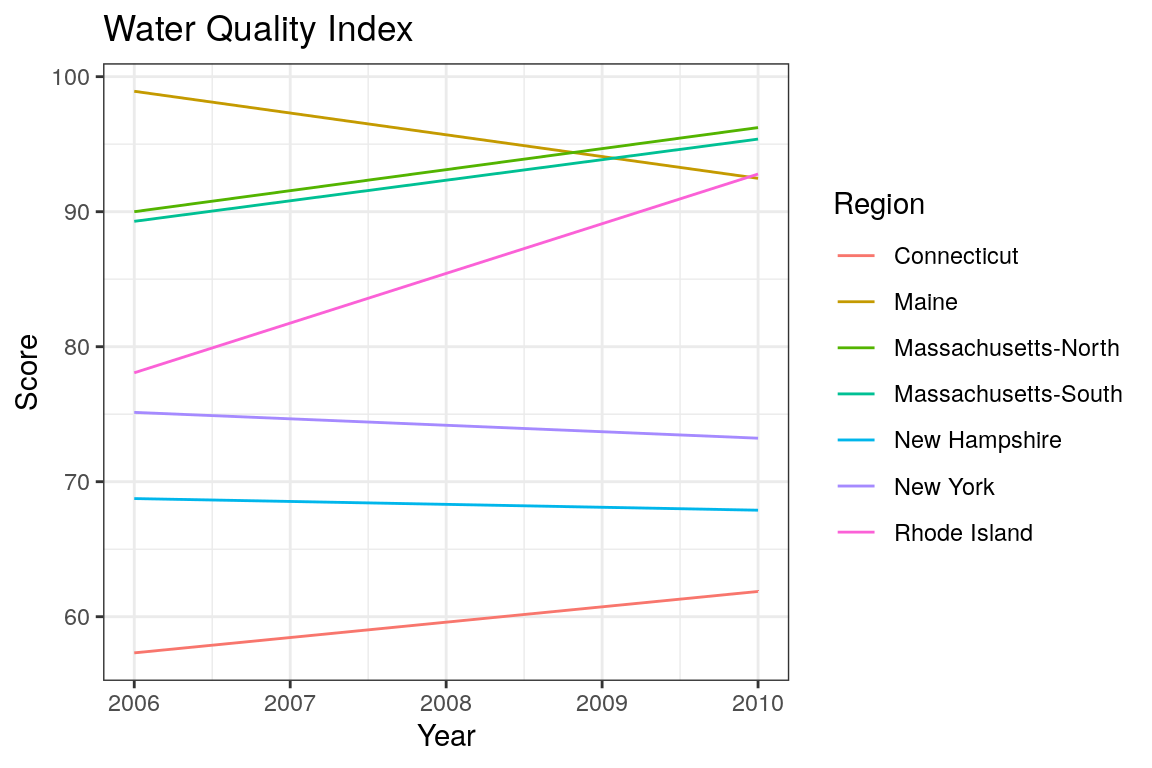 Water Quality Index
100
90
80
70
60
Score
2006 2007 2008 2009 2010
Year
Region
Connecticut
Maine
Massachusetts-North
Massachusetts-South
New Hampshire
New York
Rhode Island